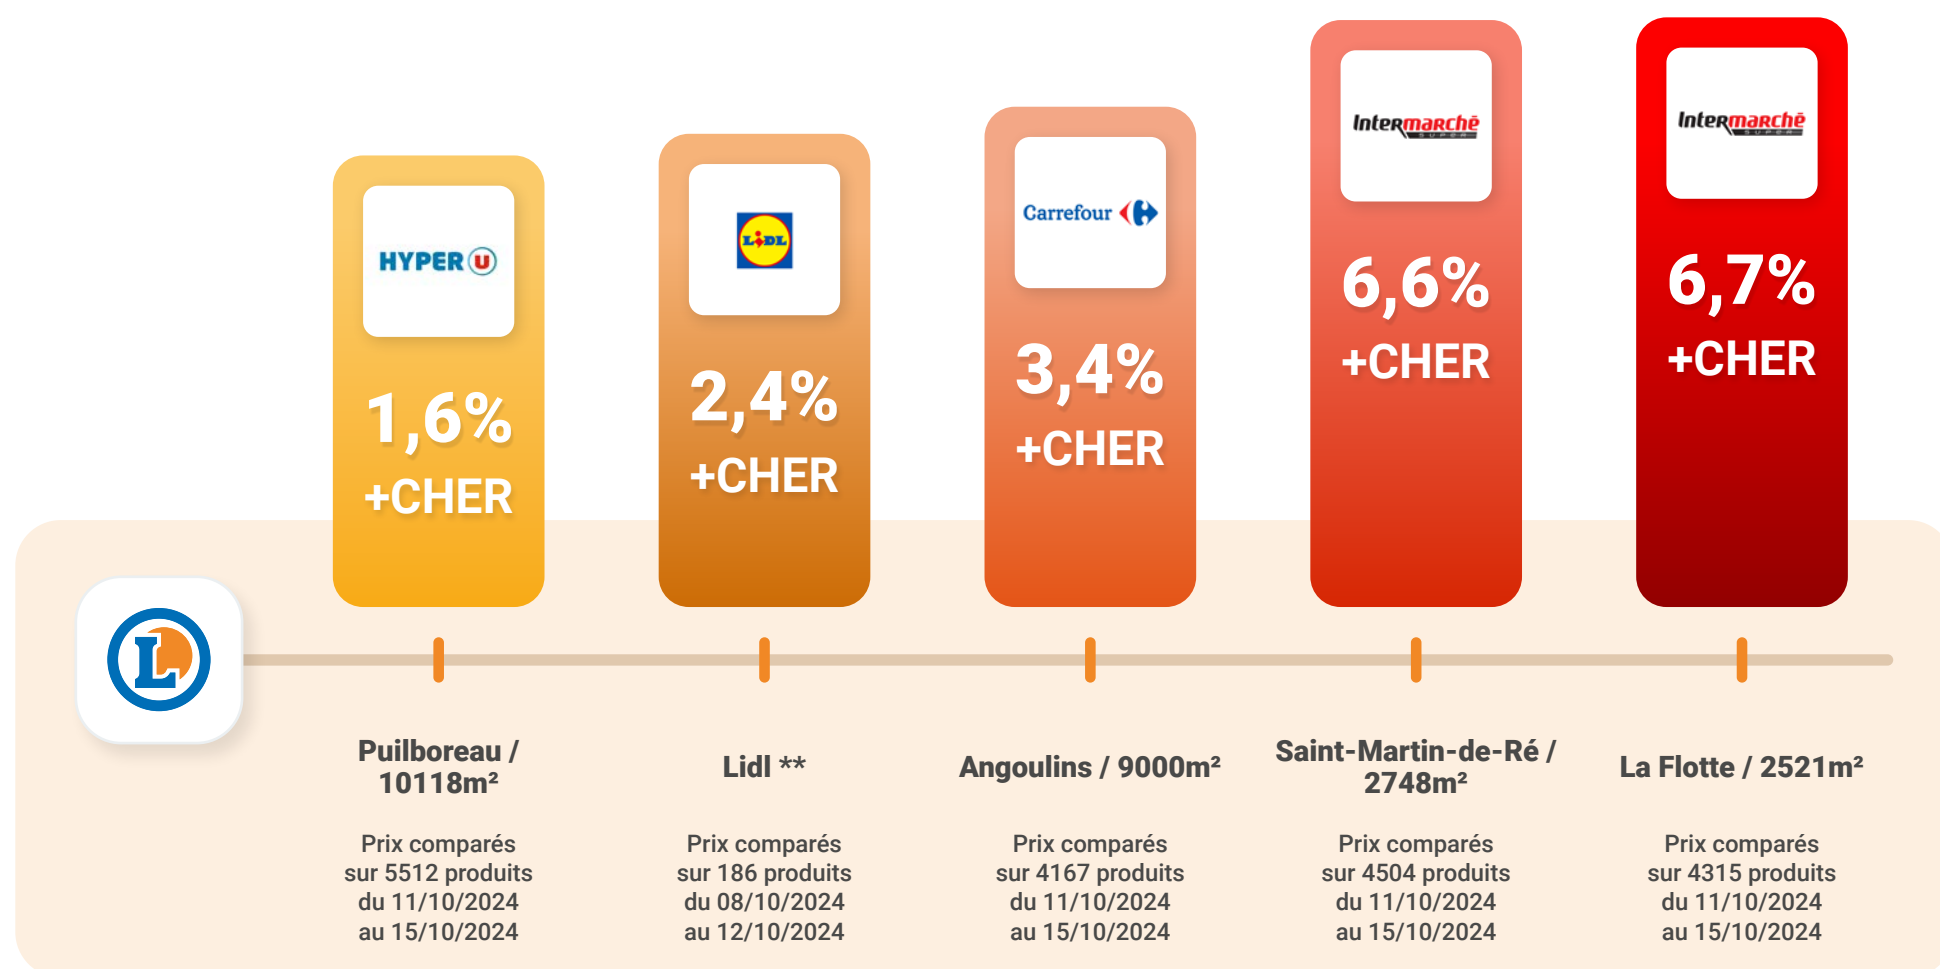 HYPER U
1,6%
+CHER
LIDL
2,4%
+CHER
Carrefour
3,4%
+CHER
Intermarchē
SUPER
6,6%
+CHER
Intermarchē
SUPER
6,7%
+CHER
L
Puilboreau /
10118m²
Prix comparés
sur 5512 produits
du 11/10/2024
au 15/10/2024
Lidl **
Prix comparés
sur 186 produits
du 08/10/2024
au 12/10/2024
Angoulins / 9000m²
Prix comparés
sur 4167 produits
du 11/10/2024
au 15/10/2024
Saint-Martin-de-Ré /
2748m²
Prix comparés
sur 4504 produits
du 11/10/2024
au 15/10/2024
La Flotte / 2521m²
Prix comparés
sur 4315 produits
du 11/10/2024
au 15/10/2024